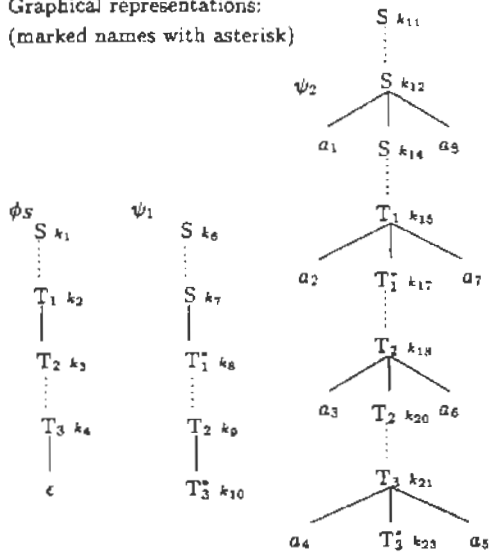 Graphical representations:
(marked names with asterisk)
S k₁₁
ψ₂
S k₁₂
a₁ S k₁₄ a₈
T₁ k₁₅
a₂ T₁* k₁₇ a₇
T₂ k₁₈
a₃ T₂ k₂₀ a₆
T₃ k₂₁
a₄ T₃* k₂₃ a₅
ϕS
S k₁
T₁ k₂
T₂ k₃
T₃ k₄
ϵ
ψ₁
S k₆
S k₇
T₁* k₈
T₂ k₉
T₃* k₁₀